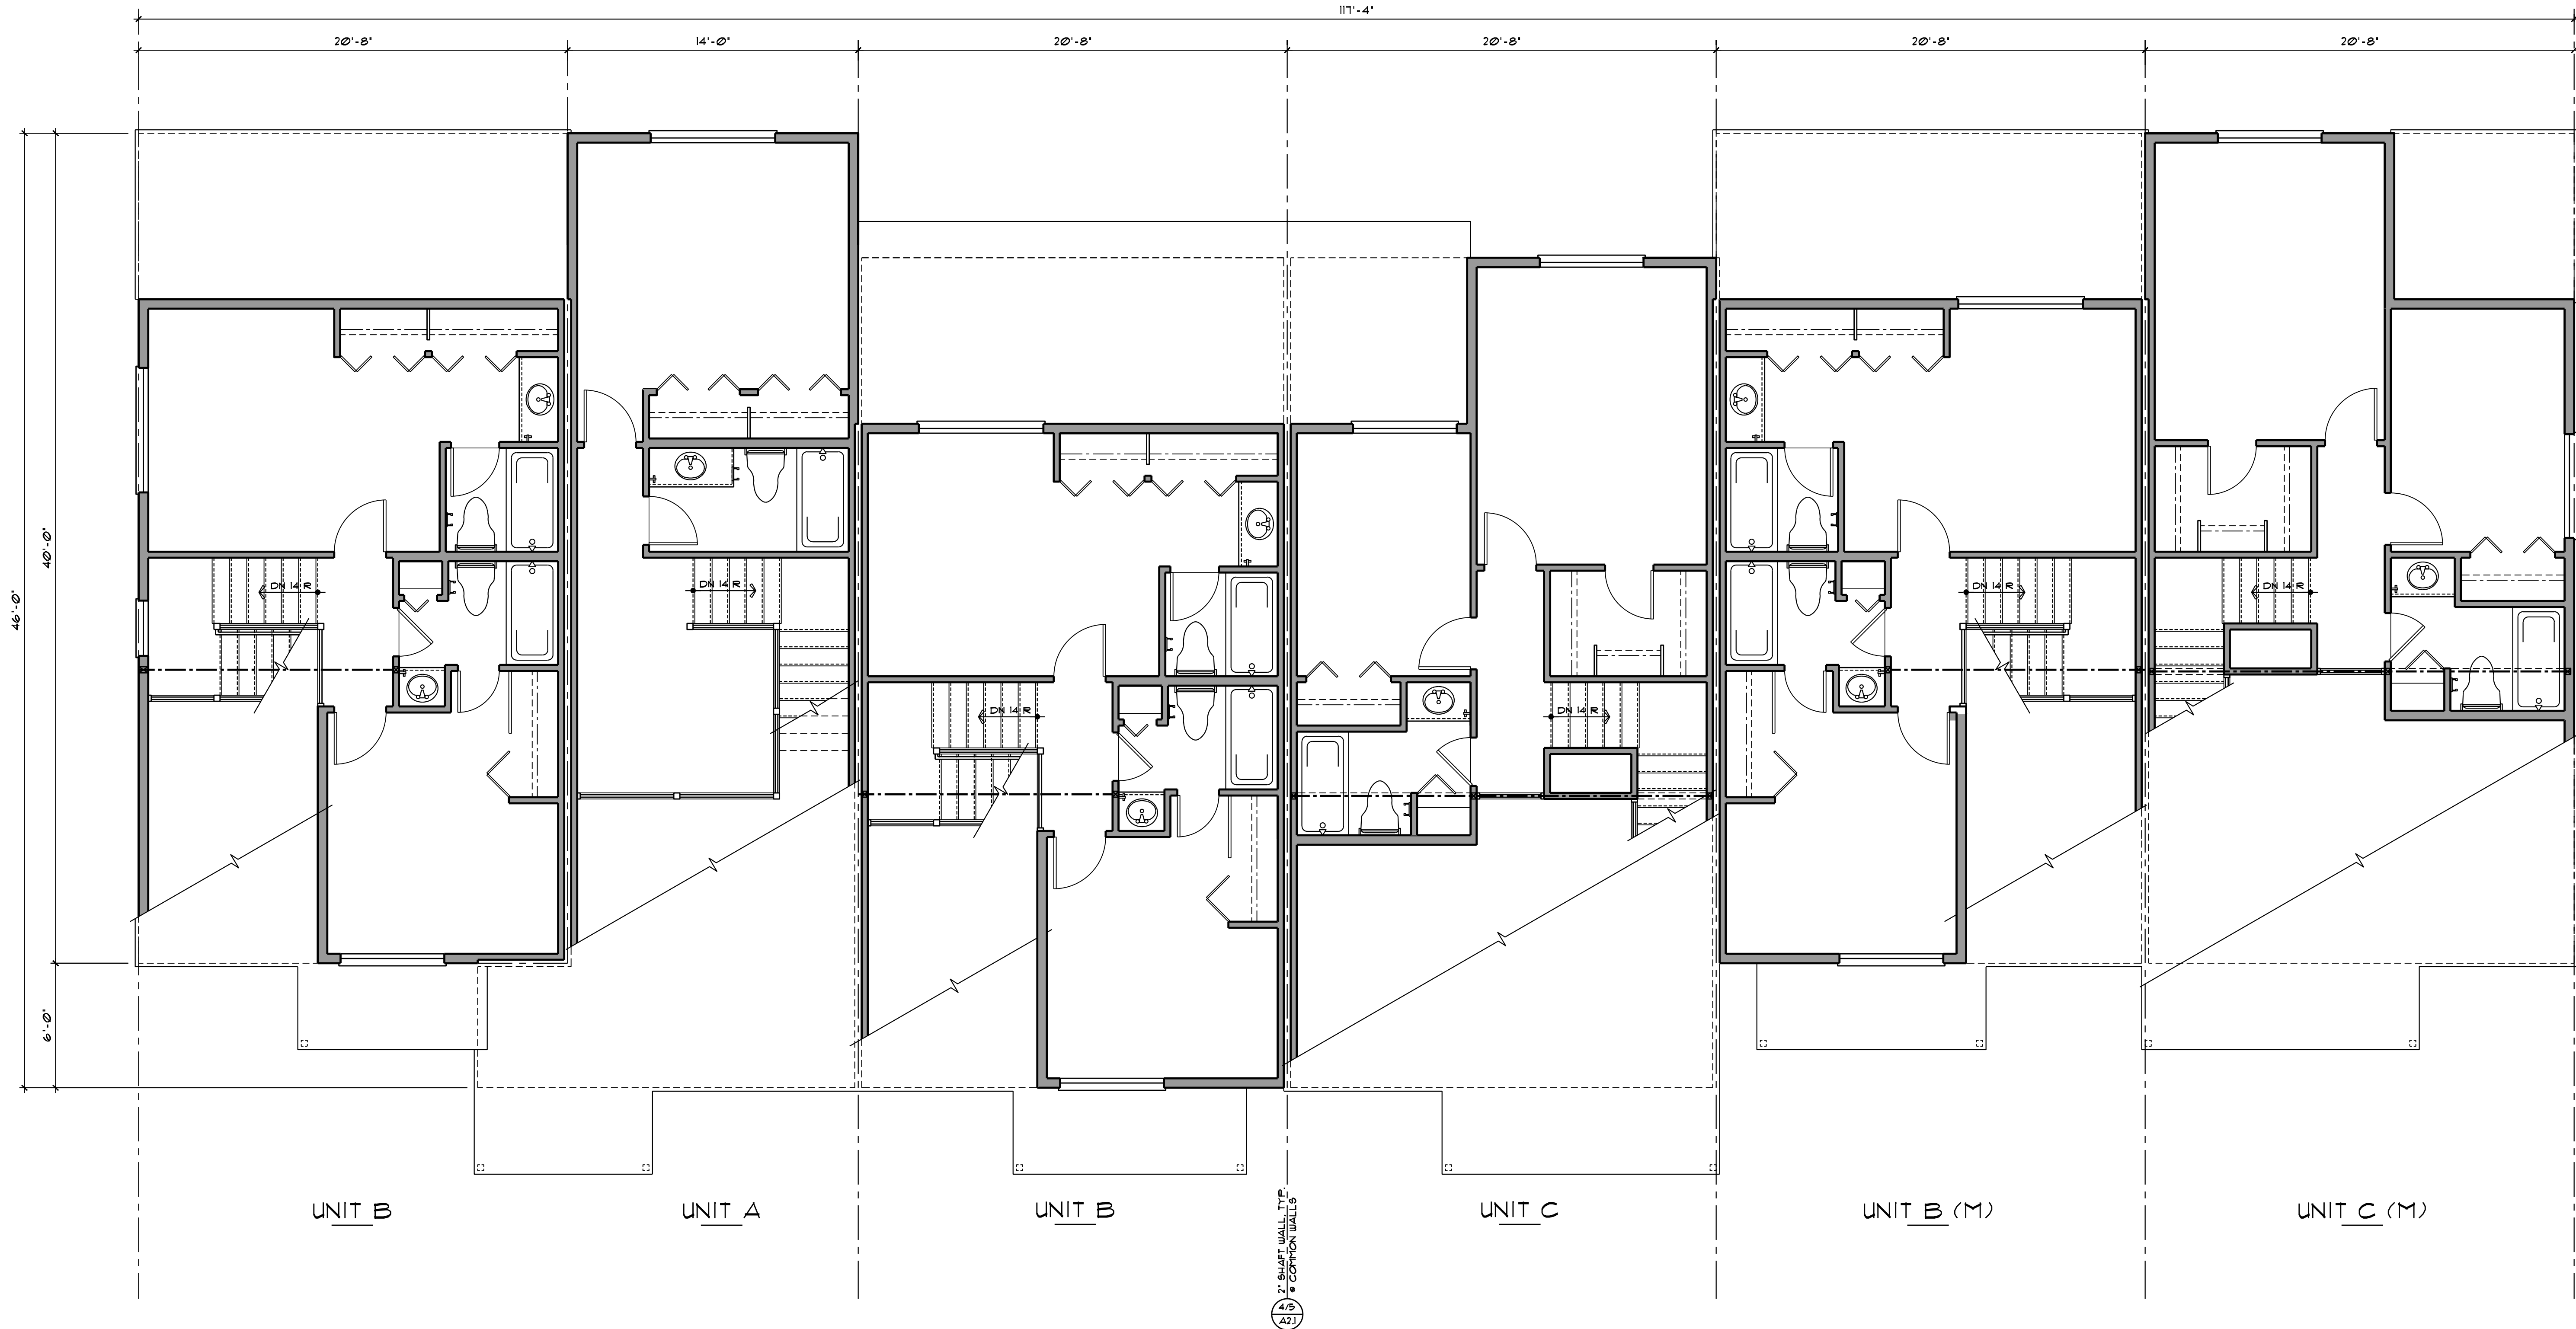 117'-4"
20'-8"
14'-0"
20'-8"
20'-8"
20'-8"
20'-8"
46'-0"
40'-0"
6'-0"
DN 14 R
DN 14 R
DN 14 R
DN 14 R
DN 14 R
DN 14 R
UNIT B
UNIT A
UNIT B
UNIT C
UNIT B (M)
UNIT C (M)
2" SHAFT WALL, TYP.
@ COMMON WALLS
4/5
A2.1